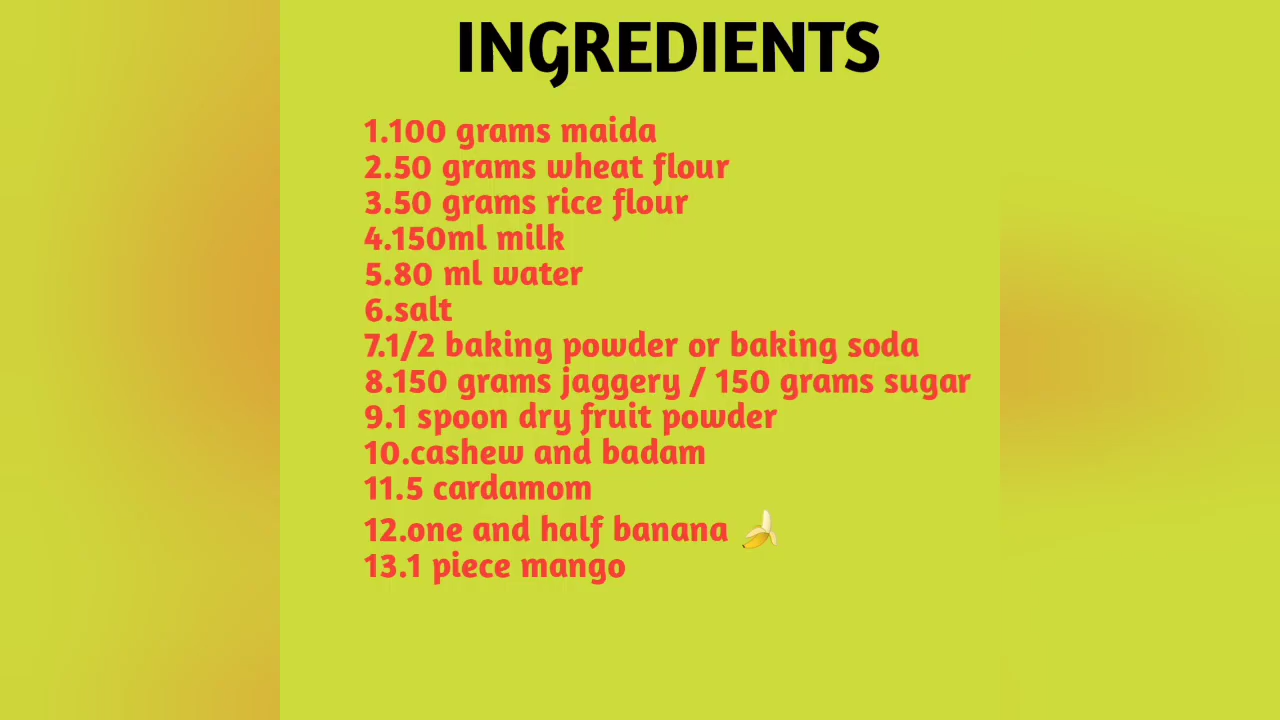 INGREDIENTS
1.100 grams maida
2.50 grams wheat flour
3.50 grams rice flour
4.150ml milk
5.80 ml water
6.salt
7.1/2 baking powder or baking soda
8.150 grams jaggery / 150 grams sugar
9.1 spoon dry fruit powder
10.cashew and badam
11.5 cardamom
12.one and half banana 🍌
13.1 piece mango